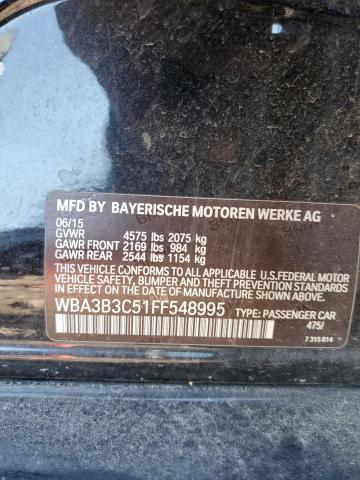 MFD BY BAYERISCHE MOTOREN WERKE AG
06/15
GVWR 4575 lbs 2075 kg
GAWR FRONT 2169 lbs 984 kg
GAWR REAR 2544 lbs 1154 kg
THIS VEHICLE CONFORMS TO ALL APPLICABLE U.S.FEDERAL MOTOR
VEHICLE SAFETY, BUMPER AND THEFT PREVENTION STANDARDS
IN EFFECT ON THE DATE OF MANUFACTURE SHOWN ABOVE.
WBA3B3C51FF548995 TYPE: PASSENGER CAR
475/
7 315 814